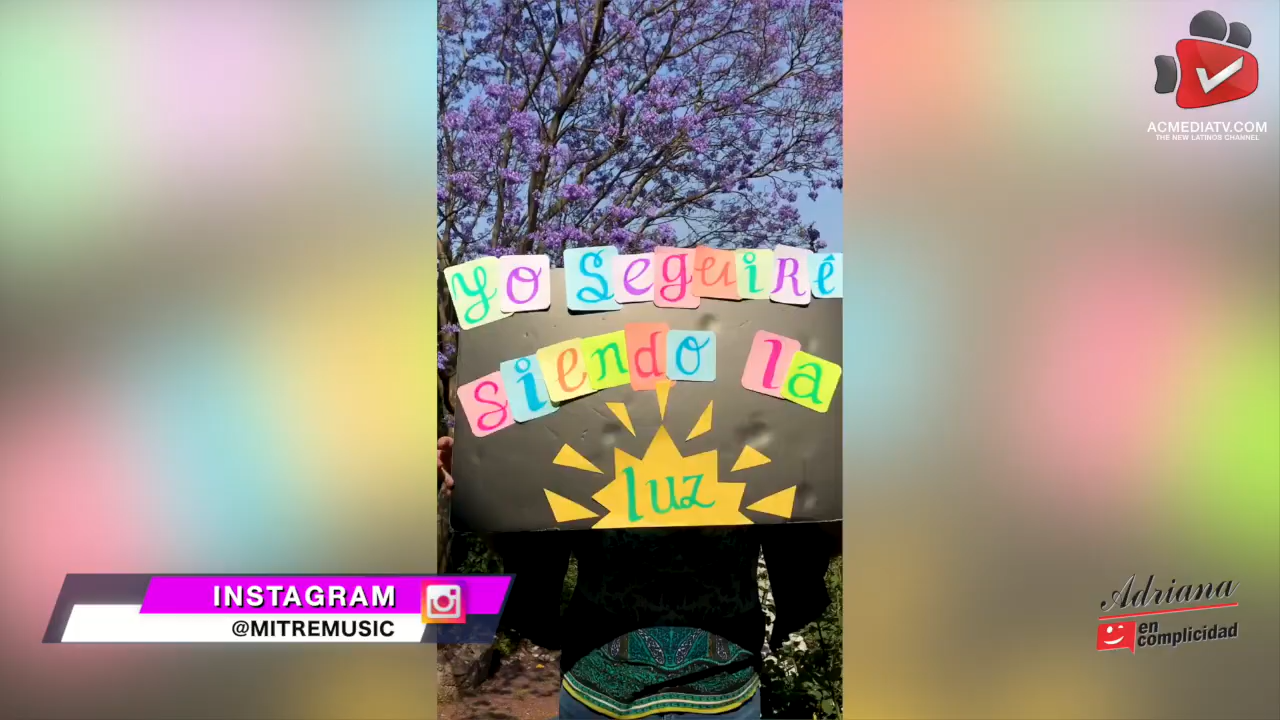 ACMEDIATV.COM
THE NEW LATINOS CHANNEL
Yo Seguiré
siendo la
luz
INSTAGRAM
@MITREMUSIC
Adriana
en
complicidad